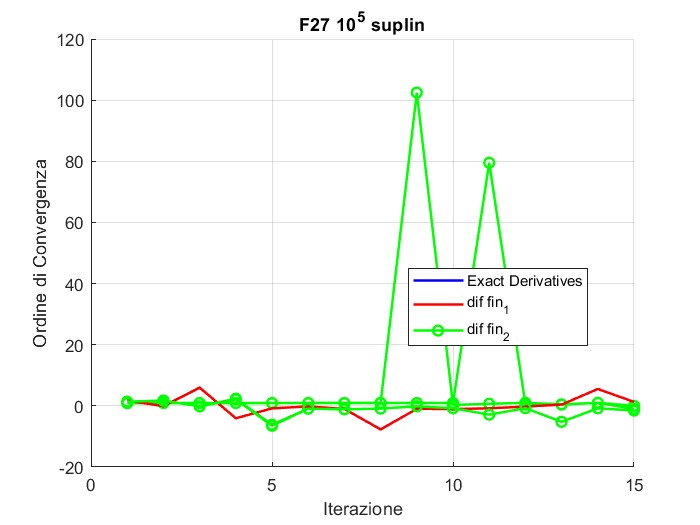 F27 10^5 suplin
120
100
80
60
40
20
0
-20
Ordine di Convergenza
Exact Derivatives
dif fin_1
dif fin_2
0 5 10 15
Iterazione